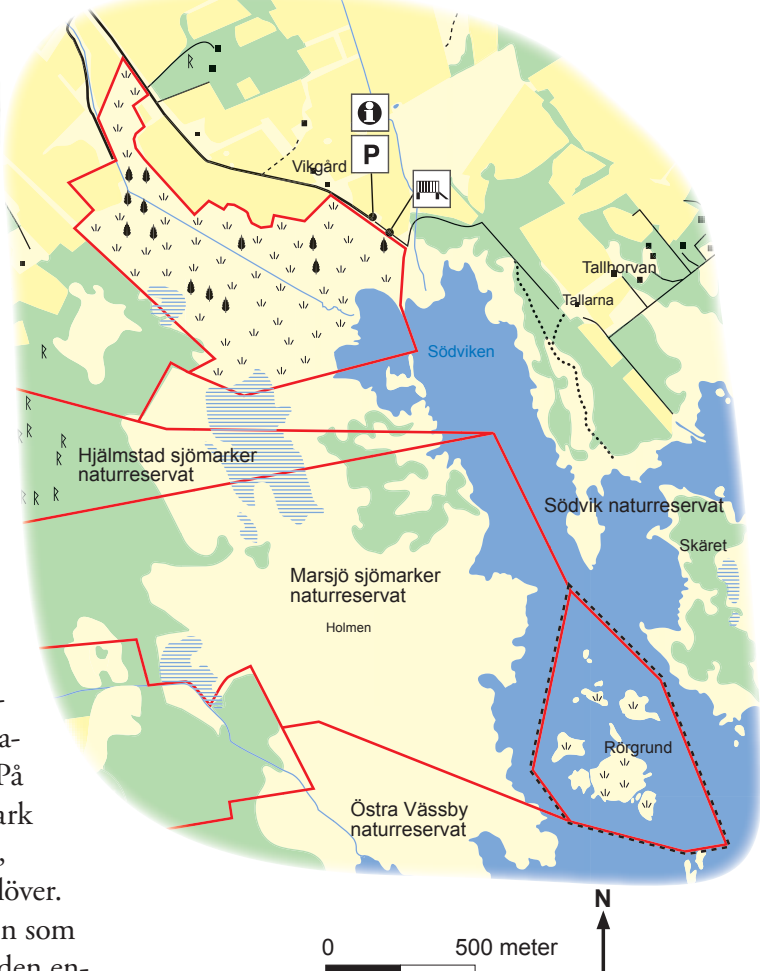 P
Vikgård
Tallhorvan
Tallarna
Södviken
Hjälmstad sjömarker
naturreservat
Södvik naturreservat
Skäret
Marsjö sjömarker
naturreservat
Holmen
Rörgrund
Östra Vässby
naturreservat
-
a-
På
ark
,
löver.
n som
den en-
N
0 500 meter